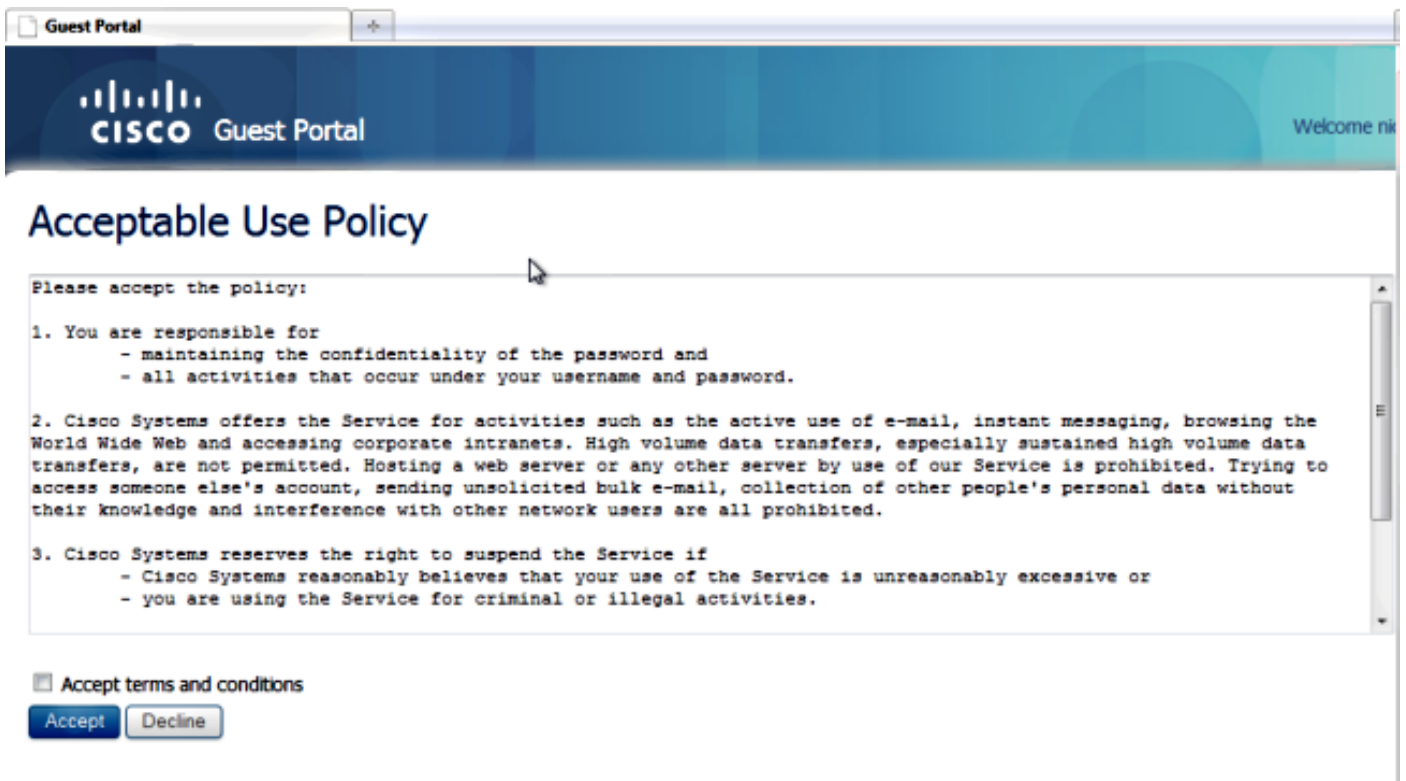 Guest Portal
CISCO Guest Portal
Welcome
Acceptable Use Policy
Please accept the policy:
1. You are responsible for
- maintaining the confidentiality of the password and
- all activities that occur under your username and password.
2. Cisco Systems offers the Service for activities such as the active use of e-mail, instant messaging, browsing the
World Wide Web and accessing corporate intranets. High volume data transfers, especially sustained high volume data
transfers, are not permitted. Hosting a web server or any other server by use of our Service is prohibited. Trying to
access someone else's account, sending unsolicited bulk e-mail, collection of other people's personal data without
their knowledge and interference with other network users are all prohibited.
3. Cisco Systems reserves the right to suspend the Service if
- Cisco Systems reasonably believes that your use of the Service is unreasonably excessive or
- you are using the Service for criminal or illegal activities.
Accept terms and conditions
Accept Decline